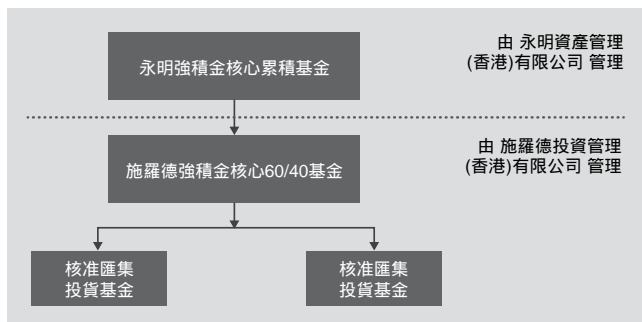 永明強積金核心累積基金
由 永明資產管理
(香港)有限公司 管理
施羅德強積金核心60/40基金
由 施羅德投資管理
(香港)有限公司 管理
核准匯集
投資基金
核准匯集
投資基金